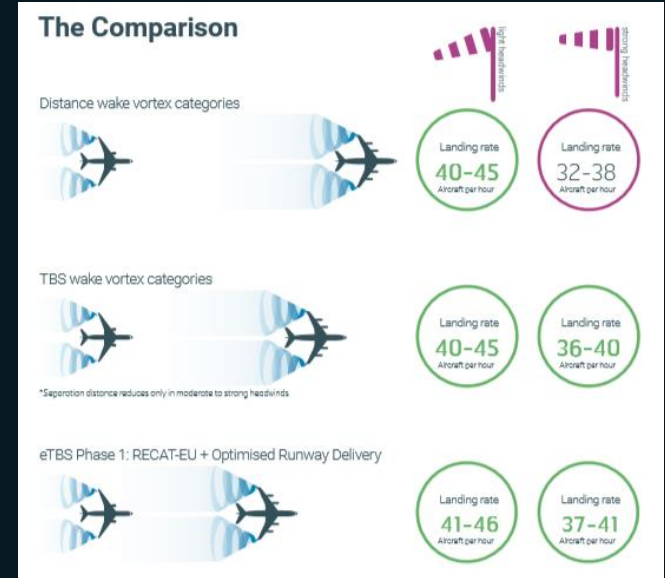 The Comparison
light headwinds
strong headwinds
Distance wake vortex categories
Landing rate
40-45
Aircraft per hour
Landing rate
32-38
Aircraft per hour
TBS wake vortex categories
Landing rate
40-45
Aircraft per hour
Landing rate
36-40
Aircraft per hour
*Separation distance reduces only in moderate to strong headwinds
eTBS Phase 1: RECAT-EU + Optimised Runway Delivery
Landing rate
41-46
Aircraft per hour
Landing rate
37-41
Aircraft per hour